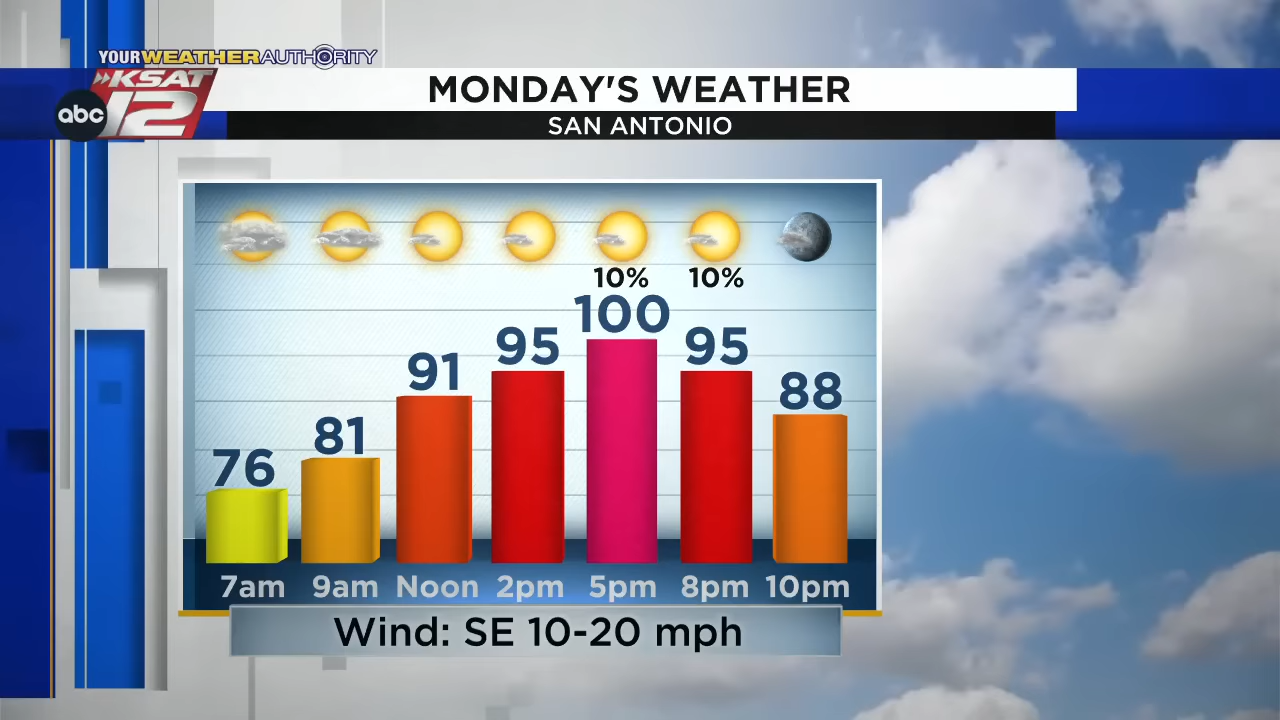 YOUR WEATHER AUTHORITY
KSAT
abc 12
MONDAY'S WEATHER
SAN ANTONIO
10% 10%
76 81 91 95 100 95 88
7am 9am Noon 2pm 5pm 8pm 10pm
Wind: SE 10-20 mph